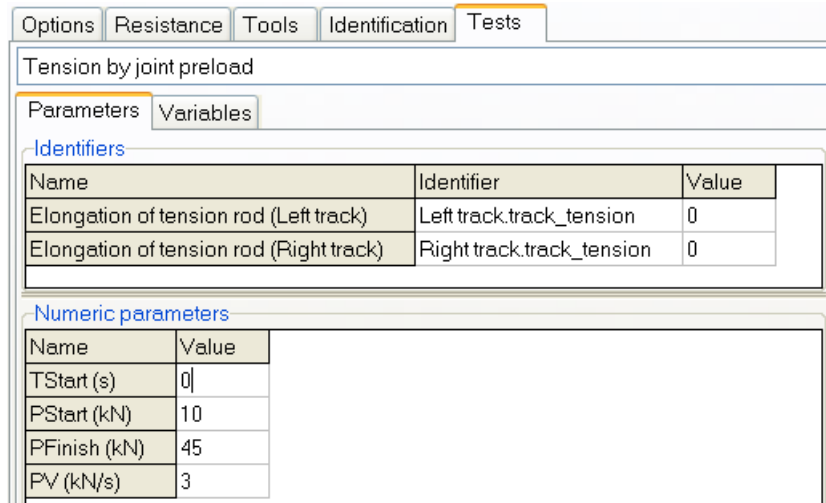 Options Resistance Tools Identification Tests
Tension by joint preload
Parameters Variables
Identifiers
Name Identifier Value
Elongation of tension rod (Left track) Left track.track_tension 0
Elongation of tension rod (Right track) Right track.track_tension 0
Numeric parameters
Name Value
TStart (s) 0
PStart (kN) 10
PFinish (kN) 45
PV (kN/s) 3